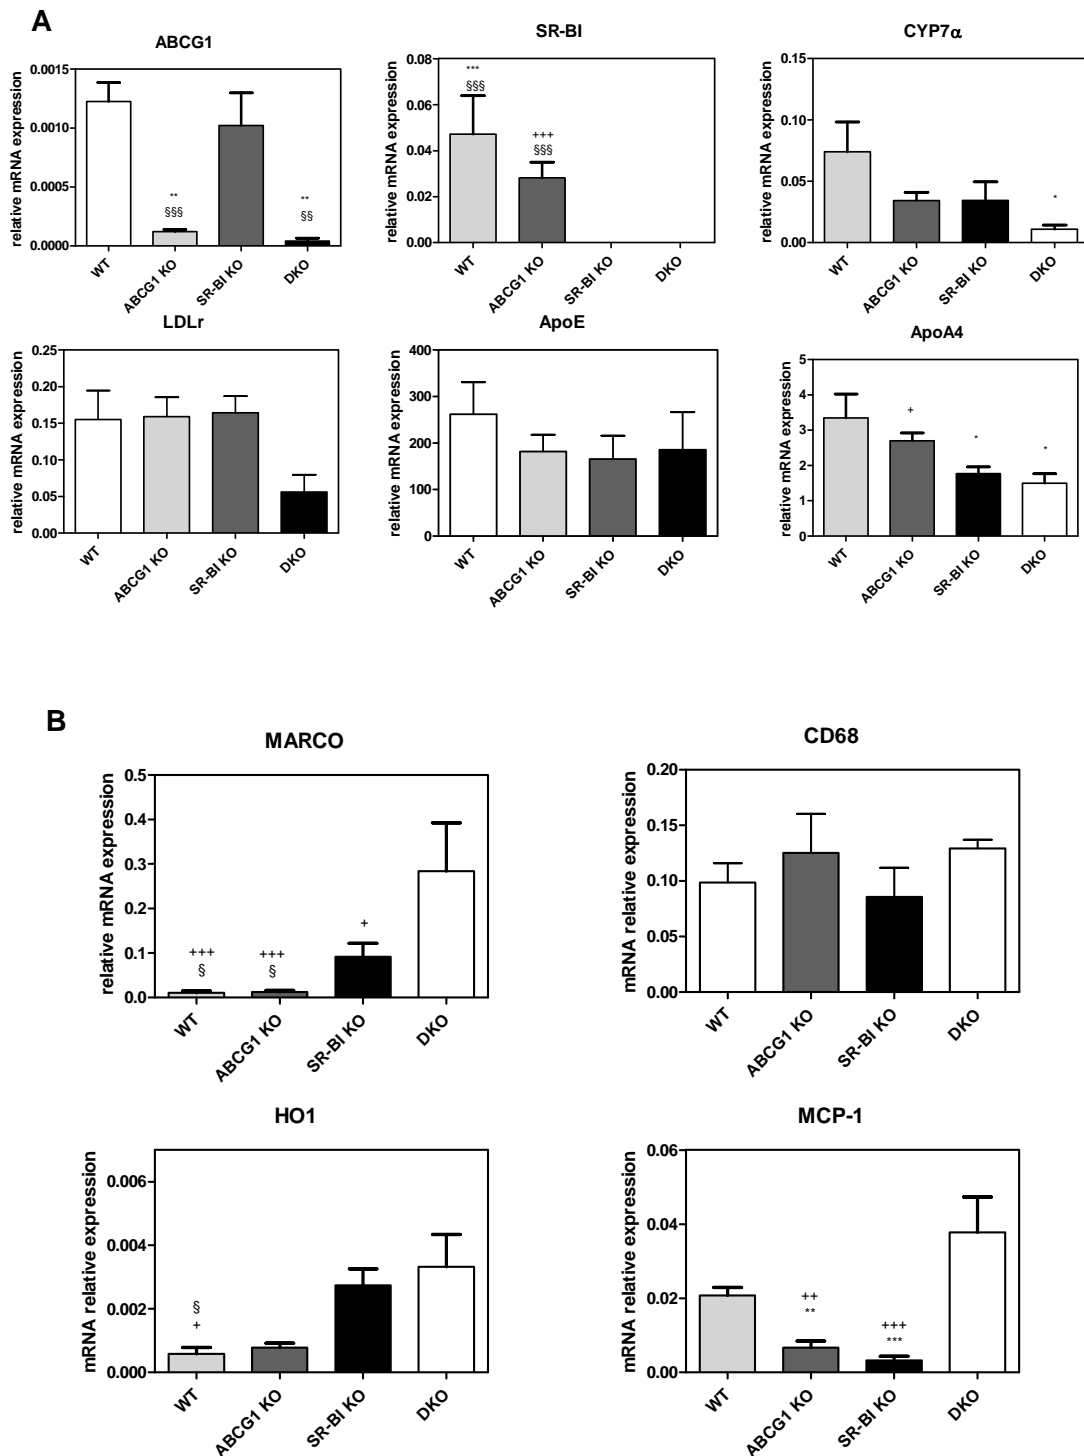 A
ABCG1
relative mRNA expression
0.0015
0.0010
0.0005
0.0000
**
§§§
**
§§
WT
ABCG1 KO
SR-BI KO
DKO
SR-BI
relative mRNA expression
0.08
0.06
0.04
0.02
0.00
***
§§§
+++
§§§
WT
ABCG1 KO
SR-BI KO
DKO
CYP7α
relative mRNA expression
0.15
0.10
0.05
0.00
*
WT
ABCG1 KO
SR-BI KO
DKO
LDLr
relative mRNA expression
0.25
0.20
0.15
0.10
0.05
0.00
WT
ABCG1 KO
SR-BI KO
DKO
ApoE
relative mRNA expression
400
300
200
100
0
WT
ABCG1 KO
SR-BI KO
DKO
ApoA4
relative mRNA expression
5
4
3
2
1
0
+
*
*
WT
ABCG1 KO
SR-BI KO
DKO
B
MARCO
relative mRNA expression
0.5
0.4
0.3
0.2
0.1
0.0
+++
§
+++
§
+
WT
ABCG1 KO
SR-BI KO
DKO
CD68
mRNA relative expression
0.20
0.15
0.10
0.05
0.00
WT
ABCG1 KO
SR-BI KO
DKO
HO1
mRNA relative expression
0.006
0.004
0.002
0.000
§
+
WT
ABCG1 KO
SR-BI KO
DKO
MCP-1
mRNA relative expression
0.06
0.04
0.02
0.00
++
**
+++
***
WT
ABCG1 KO
SR-BI KO
DKO